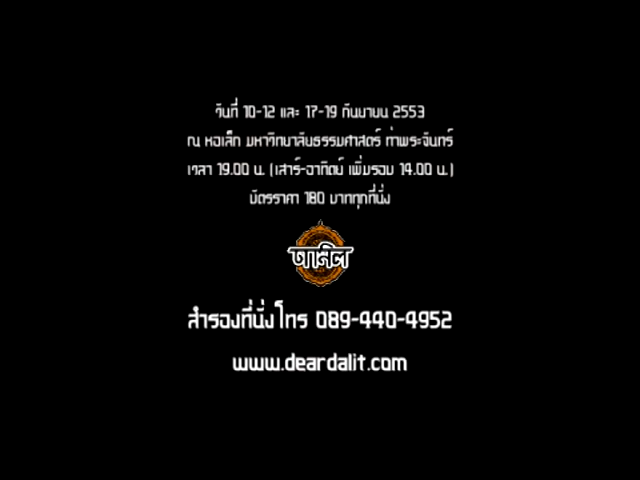 วันที่ 10-12 และ 17-19 กันยายน 2553
ณ หอเล็ก มหาวิทยาลัยธรรมศาสตร์ ท่าพระจันทร์
เวลา 19.00 น. (เสาร์-อาทิตย์ เพิ่มรอบ 14.00 น.)
บัตรราคา 180 บาททุกที่นั่ง
สำรองที่นั่งโทร 089-440-4952
www.deardalit.com